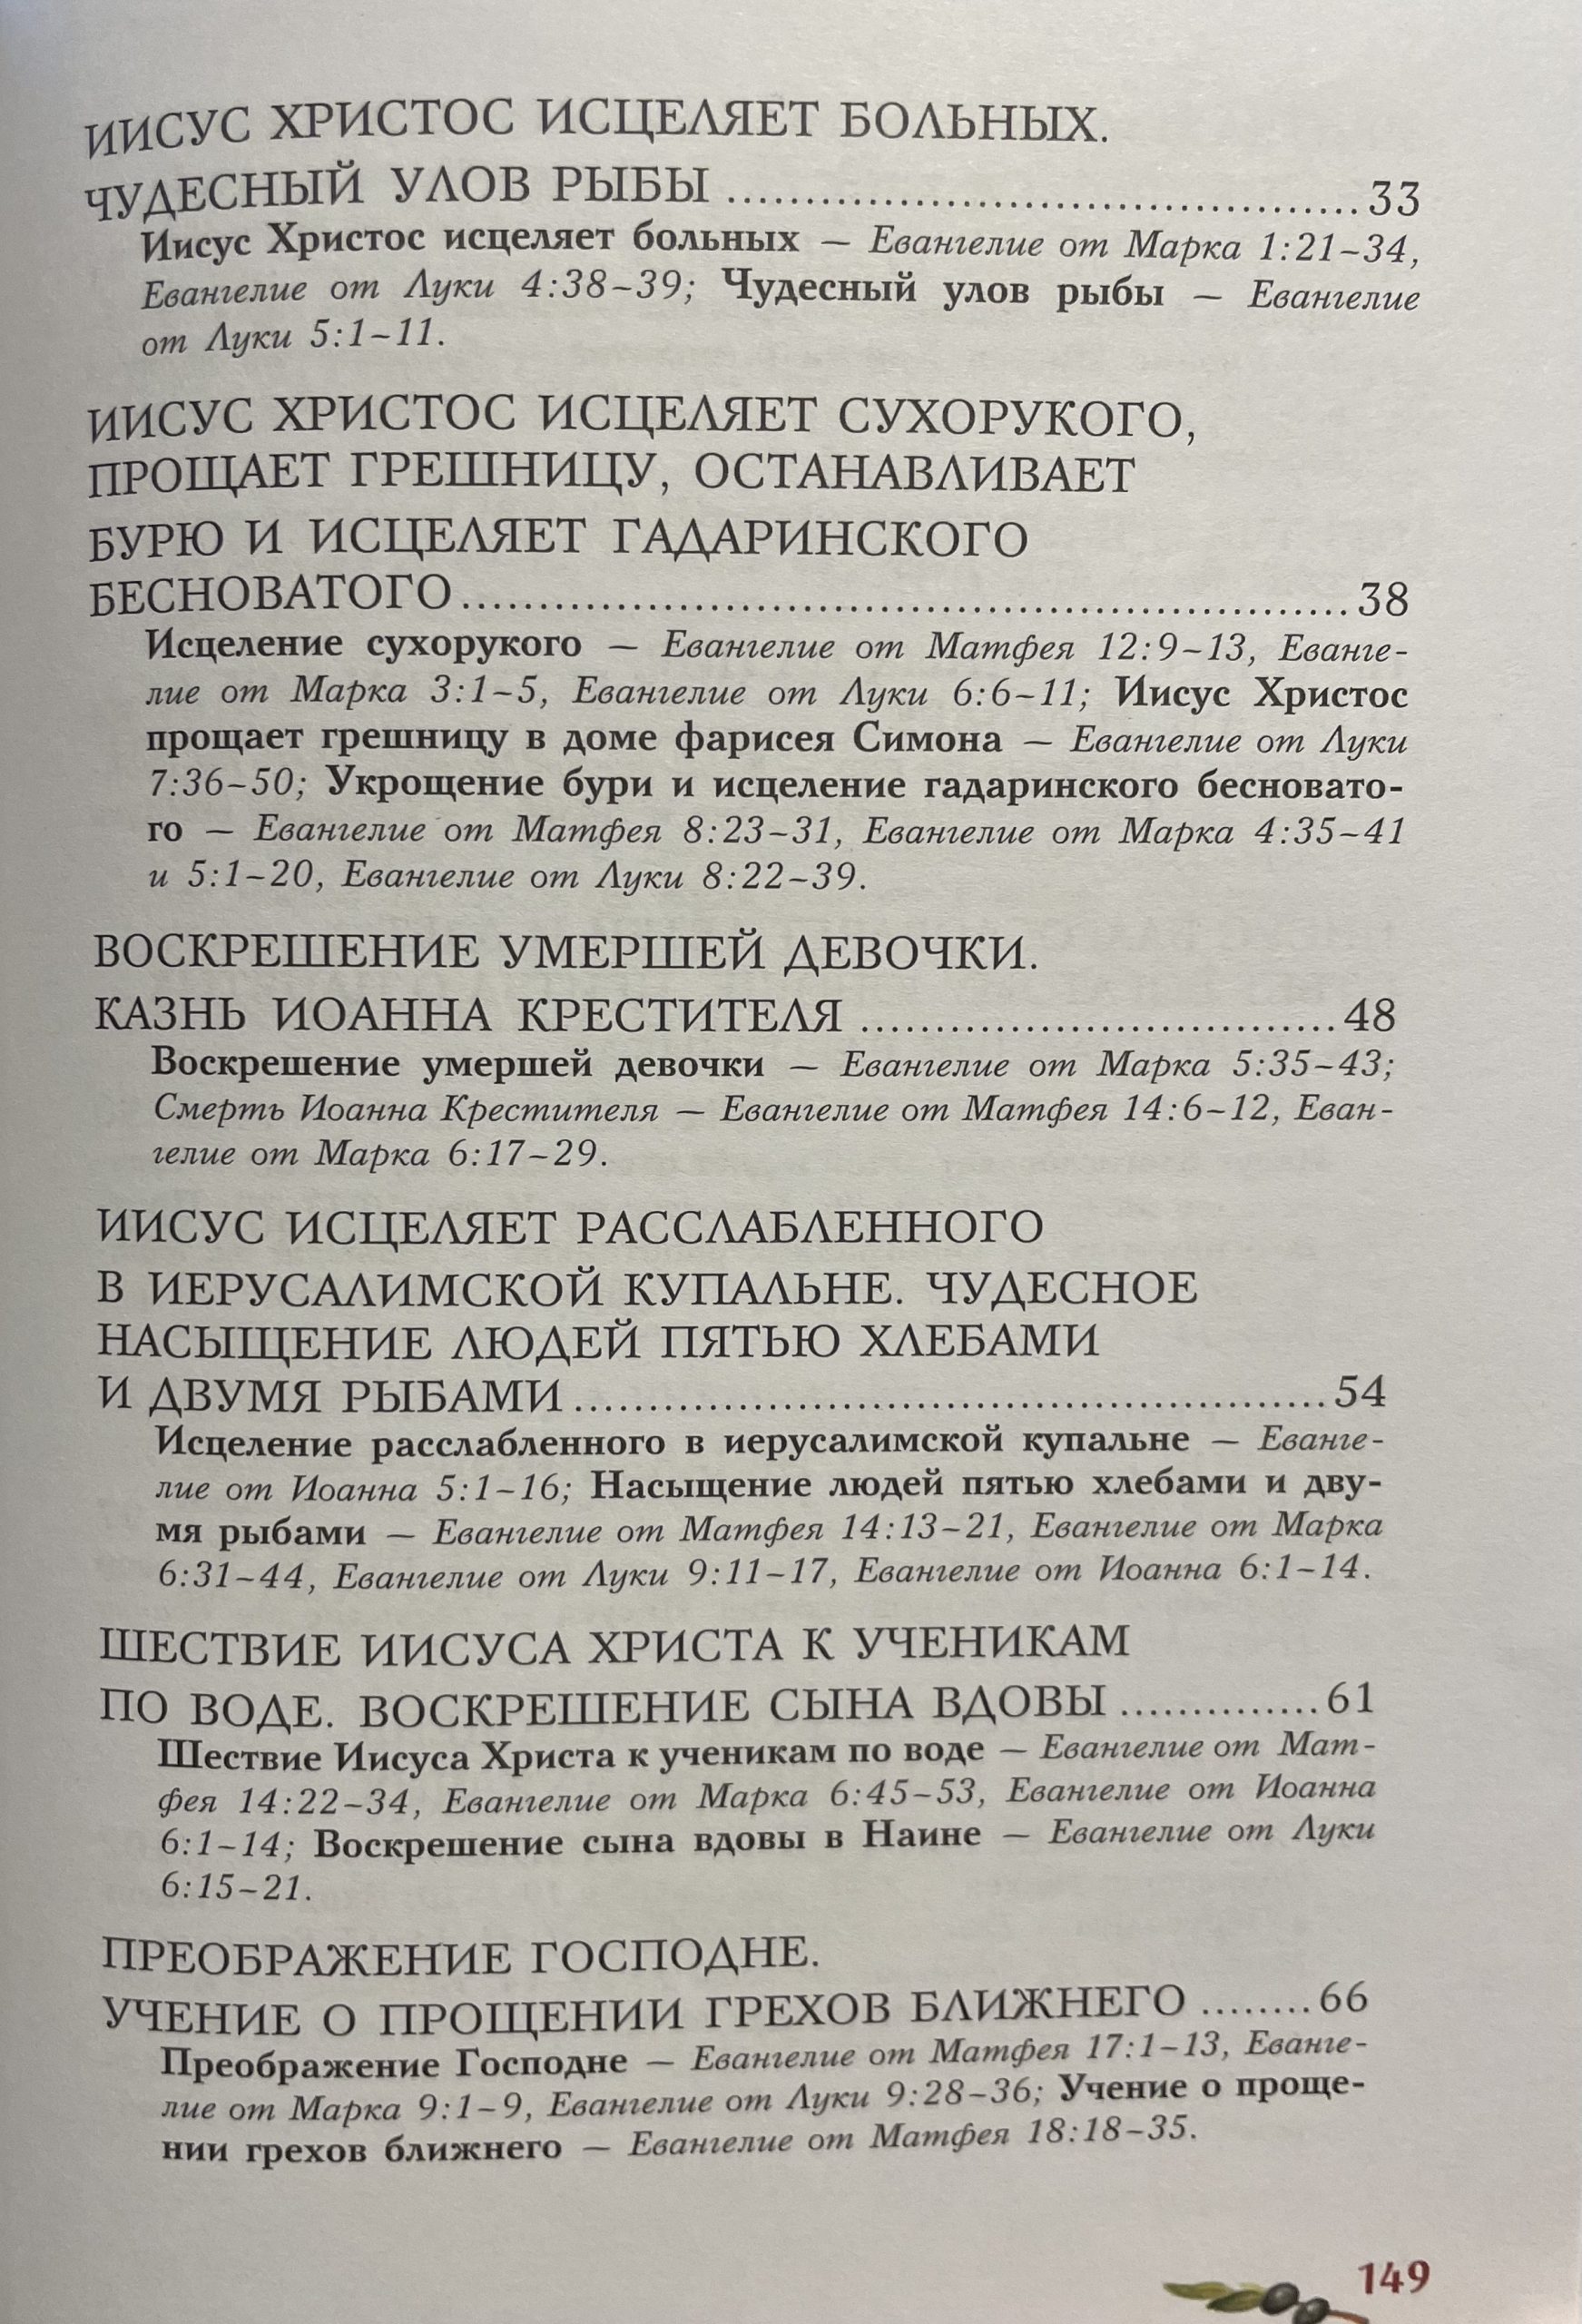 ИИСУС ХРИСТОС ИСЦЕЛЯЕТ БОЛЬНЫХ.
ЧУДЕСНЫЙ УЛОВ РЫБЫ ........................................ 33
Иисус Христос исцеляет больных — Евангелие от Марка 1:21–34,
Евангелие от Луки 4:38–39; Чудесный улов рыбы — Евангелие
от Луки 5:1–11.
ИИСУС ХРИСТОС ИСЦЕЛЯЕТ СУХОРУКОГО,
ПРОЩАЕТ ГРЕШНИЦУ, ОСТАНАВЛИВАЕТ
БУРЮ И ИСЦЕЛЯЕТ ГАДАРИНСКОГО
БЕСНОВАТОГО ........................................................ 38
Исцеление сухорукого — Евангелие от Матфея 12:9–13, Еванге-
лие от Марка 3:1–5, Евангелие от Луки 6:6–11; Иисус Христос
прощает грешницу в доме фарисея Симона — Евангелие от Луки
7:36–50; Укрощение бури и исцеление гадаринского бесновато-
го — Евангелие от Матфея 8:23–31, Евангелие от Марка 4:35–41
и 5:1–20, Евангелие от Луки 8:22–39.
ВОСКРЕШЕНИЕ УМЕРШЕЙ ДЕВОЧКИ.
КАЗНЬ ИОАННА КРЕСТИТЕЛЯ ................................ 48
Воскрешение умершей девочки — Евангелие от Марка 5:35–43;
Смерть Иоанна Крестителя — Евангелие от Матфея 14:6–12, Еван-
гелие от Марка 6:17–29.
ИИСУС ИСЦЕЛЯЕТ РАССЛАБЛЕННОГО
В ИЕРУСАЛИМСКОЙ КУПАЛЬНЕ. ЧУДЕСНОЕ
НАСЫЩЕНИЕ ЛЮДЕЙ ПЯТЬЮ ХЛЕБАМИ
И ДВУМЯ РЫБАМИ ................................................ 54
Исцеление расслабленного в иерусалимской купальне — Еванге-
лие от Иоанна 5:1–16; Насыщение людей пятью хлебами и дву-
мя рыбами — Евангелие от Матфея 14:13–21, Евангелие от Марка
6:31–44, Евангелие от Луки 9:11–17, Евангелие от Иоанна 6:1–14.
ШЕСТВИЕ ИИСУСА ХРИСТА К УЧЕНИКАМ
ПО ВОДЕ. ВОСКРЕШЕНИЕ СЫНА ВДОВЫ .............. 61
Шествие Иисуса Христа к ученикам по воде — Евангелие от Мат-
фея 14:22–34, Евангелие от Марка 6:45–53, Евангелие от Иоанна
6:1–14; Воскрешение сына вдовы в Наине — Евангелие от Луки
6:15–21.
ПРЕОБРАЖЕНИЕ ГОСПОДНЕ.
УЧЕНИЕ О ПРОЩЕНИИ ГРЕХОВ БЛИЖНЕГО ........ 66
Преображение Господне — Евангелие от Матфея 17:1–13, Еванге-
лие от Марка 9:1–9, Евангелие от Луки 9:28–36; Учение о проще-
нии грехов ближнего — Евангелие от Матфея 18:18–35.
149